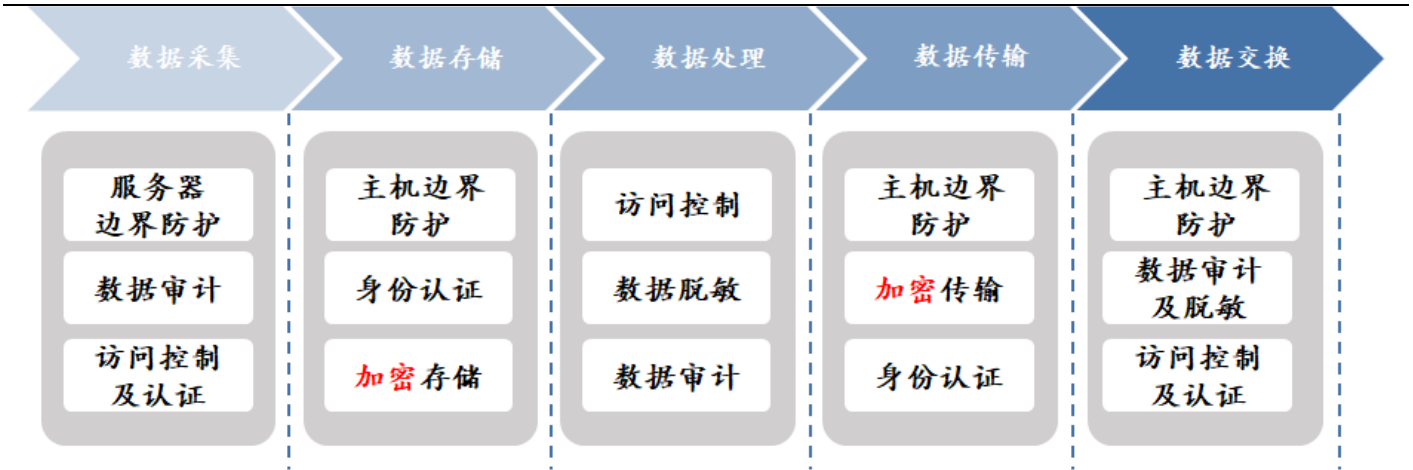 数据采集
数据存储
数据处理
数据传输
数据交换
服务器
边界防护
数据审计
访问控制
及认证
主机边界
防护
身份认证
加密存储
访问控制
数据脱敏
数据审计
主机边界
防护
加密传输
身份认证
主机边界
防护
数据审计
及脱敏
访问控制
及认证